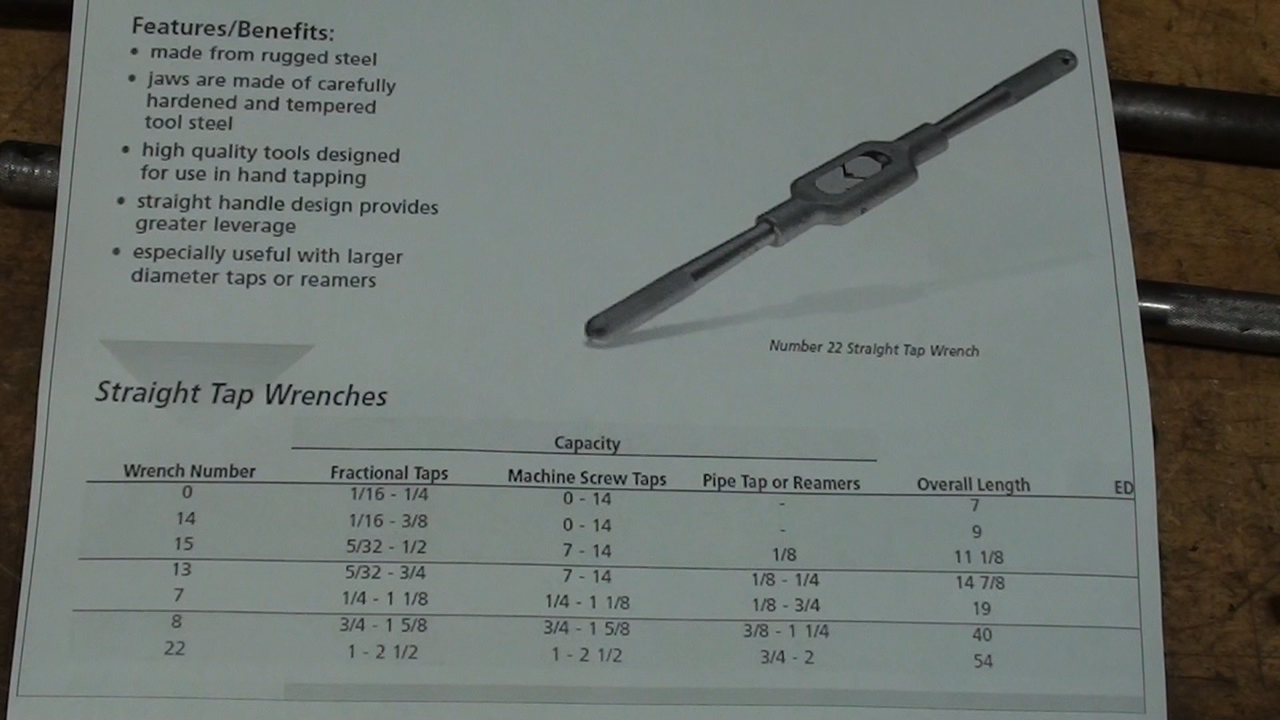 Features/Benefits:
• made from rugged steel
• jaws are made of carefully
hardened and tempered
tool steel
• high quality tools designed
for use in hand tapping
• straight handle design provides
greater leverage
• especially useful with larger
diameter taps or reamers
Number 22 Straight Tap Wrench
Straight Tap Wrenches
Capacity
Wrench Number Fractional Taps Machine Screw Taps Pipe Tap or Reamers Overall Length ED
0 1/16 - 1/4 0 - 14 - 7
14 1/16 - 3/8 0 - 14 - 9
15 5/32 - 1/2 7 - 14 1/8 11 1/8
13 5/32 - 3/4 7 - 14 1/8 - 1/4 14 7/8
7 1/4 - 1 1/8 1/4 - 1 1/8 1/8 - 3/4 19
8 3/4 - 1 5/8 3/4 - 1 5/8 3/8 - 1 1/4 40
22 1 - 2 1/2 1 - 2 1/2 3/4 - 2 54